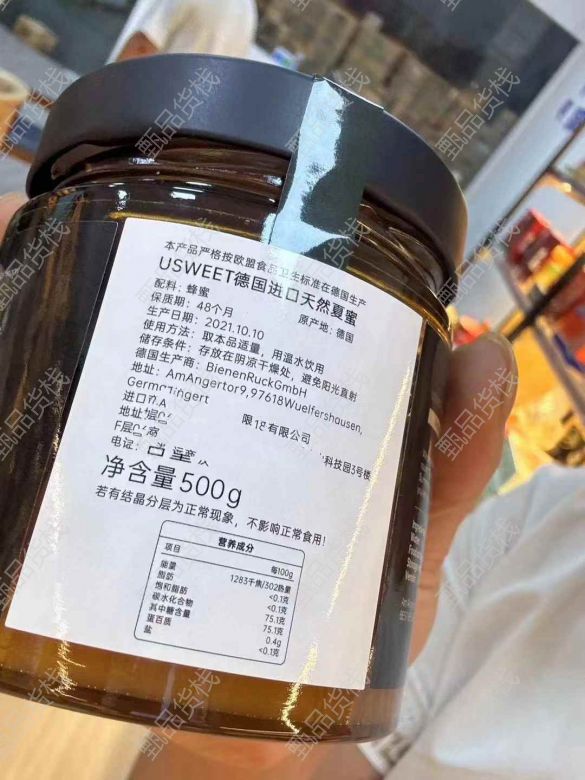 本产品严格按欧盟食品卫生标准在德国生产
USWEET德国进口天然夏蜜
配料: 蜂蜜 原产地: 德国
保质期: 48个月
生产日期: 2021.10.10
使用方法: 取本品适量, 用温水饮用
储存条件: 存放在阴凉干燥处, 避免阳光直射
德国生产商: BienenRuckGmbH
地址: AmAngertor9,97618Wuelfershausen,
进口
地址 有限公司
科技园3号楼
净含量500g
若有结晶分层为正常现象, 不影响正常食用!
营养成分
项目 每100g
能量 1283千焦/302热量
脂肪 <0.1克
饱和脂肪 <0.1克
碳水化合物 75.1克
其中糖含量 75.1克
蛋白质 0.4g
盐 <0.1克
甄品货栈